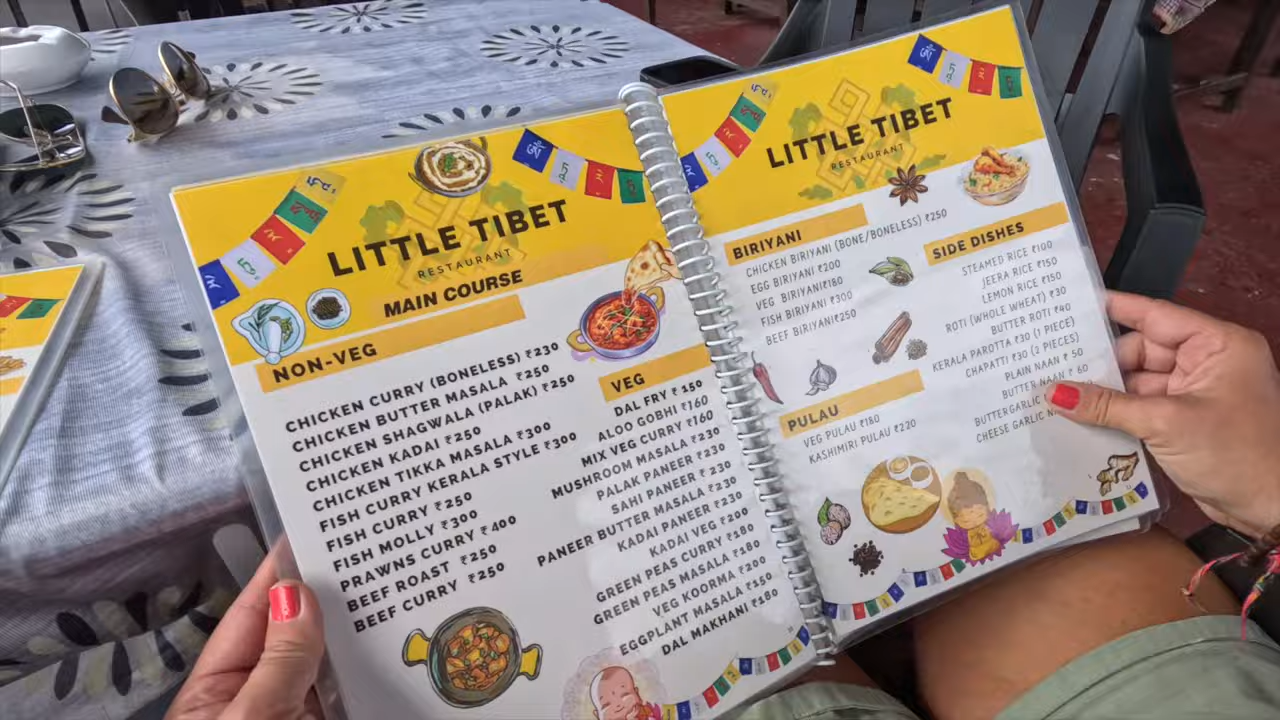 LITTLE TIBET
RESTAURANT
MAIN COURSE
NON-VEG
CHICKEN CURRY (BONELESS) ₹230
CHICKEN BUTTER MASALA ₹250
CHICKEN SHAGWALA (PALAK) ₹250
CHICKEN KADAI ₹250
CHICKEN TIKKA MASALA ₹300
FISH CURRY KERALA STYLE ₹300
FISH CURRY ₹250
FISH MOLLY ₹300
PRAWNS CURRY ₹400
BEEF ROAST ₹250
BEEF CURRY ₹250
VEG
DAL FRY ₹ 150
ALOO GOBHI ₹160
MIX VEG CURRY ₹160
MUSHROOM MASALA ₹230
PALAK PANEER ₹230
SAHI PANEER ₹ 230
PANEER BUTTER MASALA ₹230
KADAI PANEER ₹230
KADAI VEG ₹200
GREEN PEAS CURRY ₹180
GREEN PEAS MASALA ₹180
VEG KOORMA ₹200
EGGPLANT MASALA ₹150
DAL MAKHANI ₹180
LITTLE TIBET
RESTAURANT
BIRIYANI
CHICKEN BIRIYANI (BONE/BONELESS) ₹250
EGG BIRIYANI ₹200
VEG BIRIYANI₹180
FISH BIRIYANI ₹300
BEEF BIRIYANI₹250
PULAU
VEG PULAU ₹180
KASHIMIRI PULAU ₹220
SIDE DISHES
STEAMED RICE ₹100
JEERA RICE ₹150
LEMON RICE ₹150
ROTI (WHOLE WHEAT) ₹30
BUTTER ROTI ₹40
KERALA PAROTTA ₹30 (1 PIECE)
CHAPATTI ₹30 (2 PIECES)
PLAIN NAAN ₹ 50
BUTTER NAAN ₹ 60
BUTTER GARLIC
CHEESE GARLIC